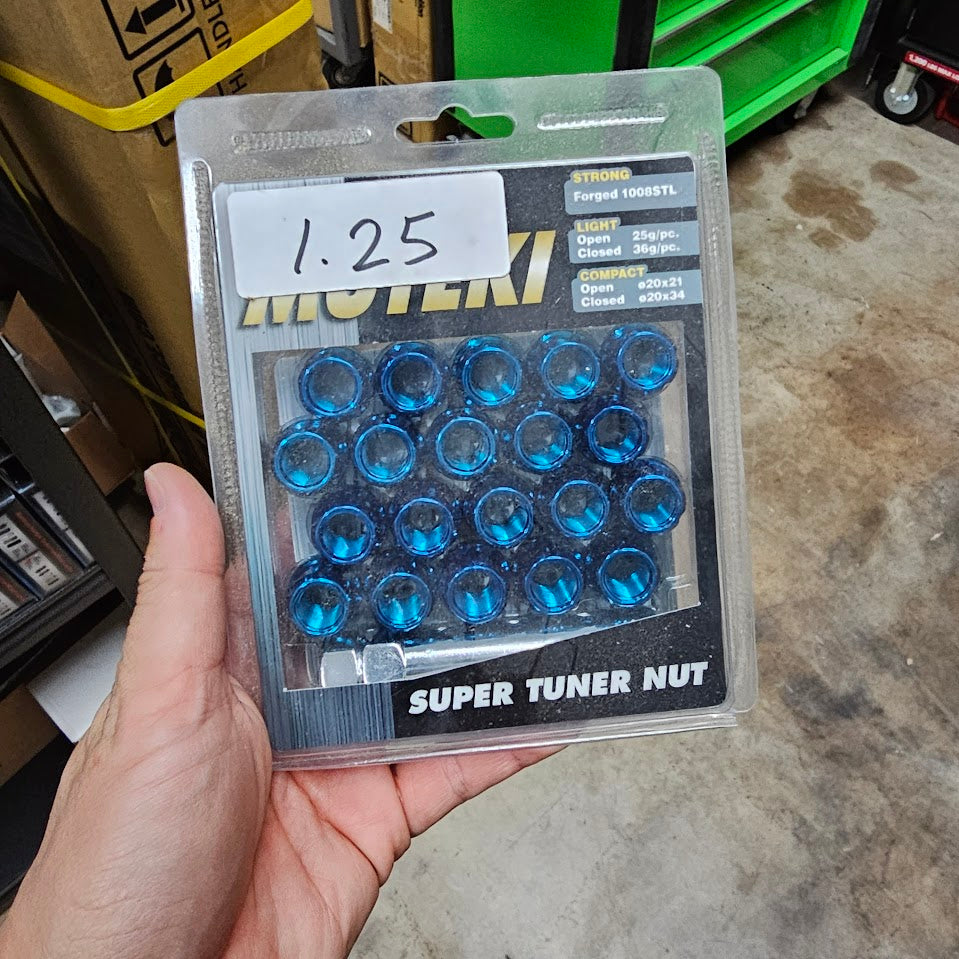 1.25
MUTEKI
STRONG
Forged 1008STL
LIGHT
Open 25g/pc.
Closed 36g/pc.
COMPACT
Open ø20x21
Closed ø20x34
SUPER TUNER NUT